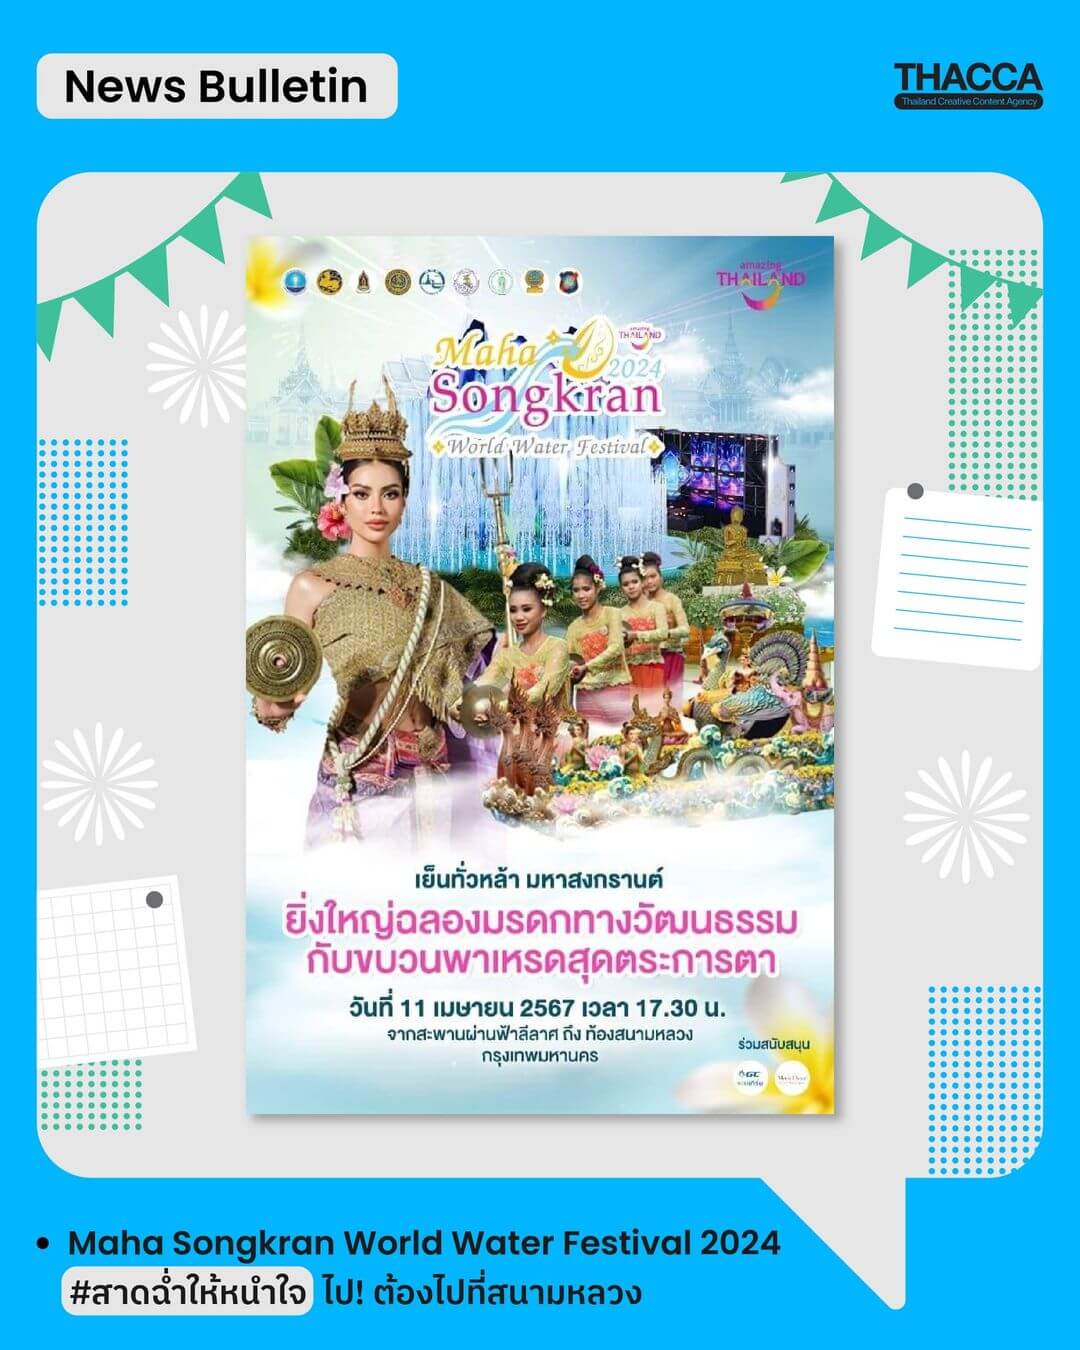 News Bulletin
THACCA
Thailand Creative Content Agency
amazing
THAILAND
amazing
THAILAND
Maha
2024
Songkran
World Water Festival
เย็นทั่วหล้า มหาสงกรานต์
ยิ่งใหญ่ฉลองมรดกทางวัฒนธรรม
กับขบวนพาเหรดสุดตระการตา
วันที่ 11 เมษายน 2567 เวลา 17.30 น.
จากสะพานผ่านฟ้าลีลาศ ถึง ท้องสนามหลวง
กรุงเทพมหานคร
ร่วมสนับสนุน
GC
• Maha Songkran World Water Festival 2024
#สาดฉ่ำให้หนำใจ ไป! ต้องไปที่สนามหลวง